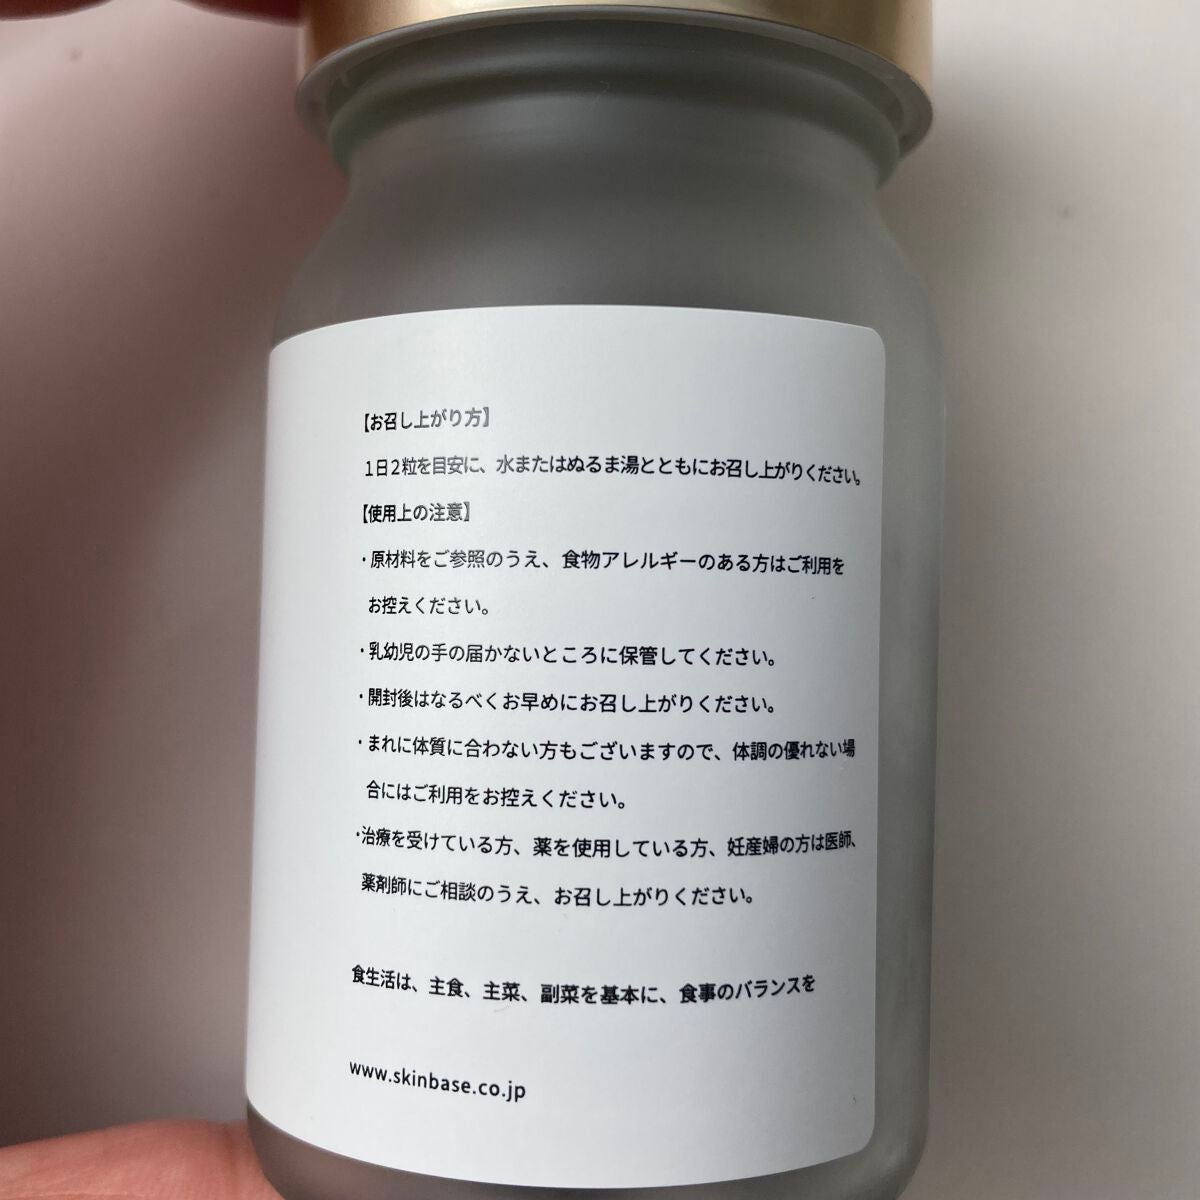 【お召し上がり方】
1日2粒を目安に、水またはぬるま湯とともにお召し上がりください。
【使用上の注意】
・原材料をご参照のうえ、食物アレルギーのある方はご利用を
お控えください。
・乳幼児の手の届かないところに保管してください。
・開封後はなるべくお早めにお召し上がりください。
・まれに体質に合わない方もございますので、体調の優れない場
合にはご利用をお控えください。
・治療を受けている方、薬を使用している方、妊産婦の方は医師、
薬剤師にご相談のうえ、お召し上がりください。
食生活は、主食、主菜、副菜を基本に、食事のバランスを
www.skinbase.co.jp